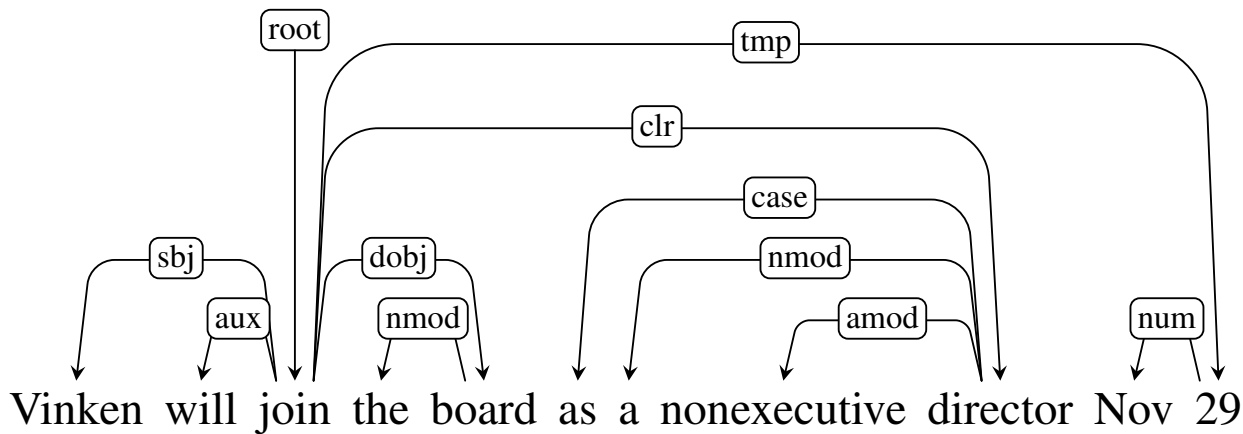 root
tmp
clr
case
sbj dobj nmod
aux nmod amod num
Vinken will join the board as a nonexecutive director Nov 29